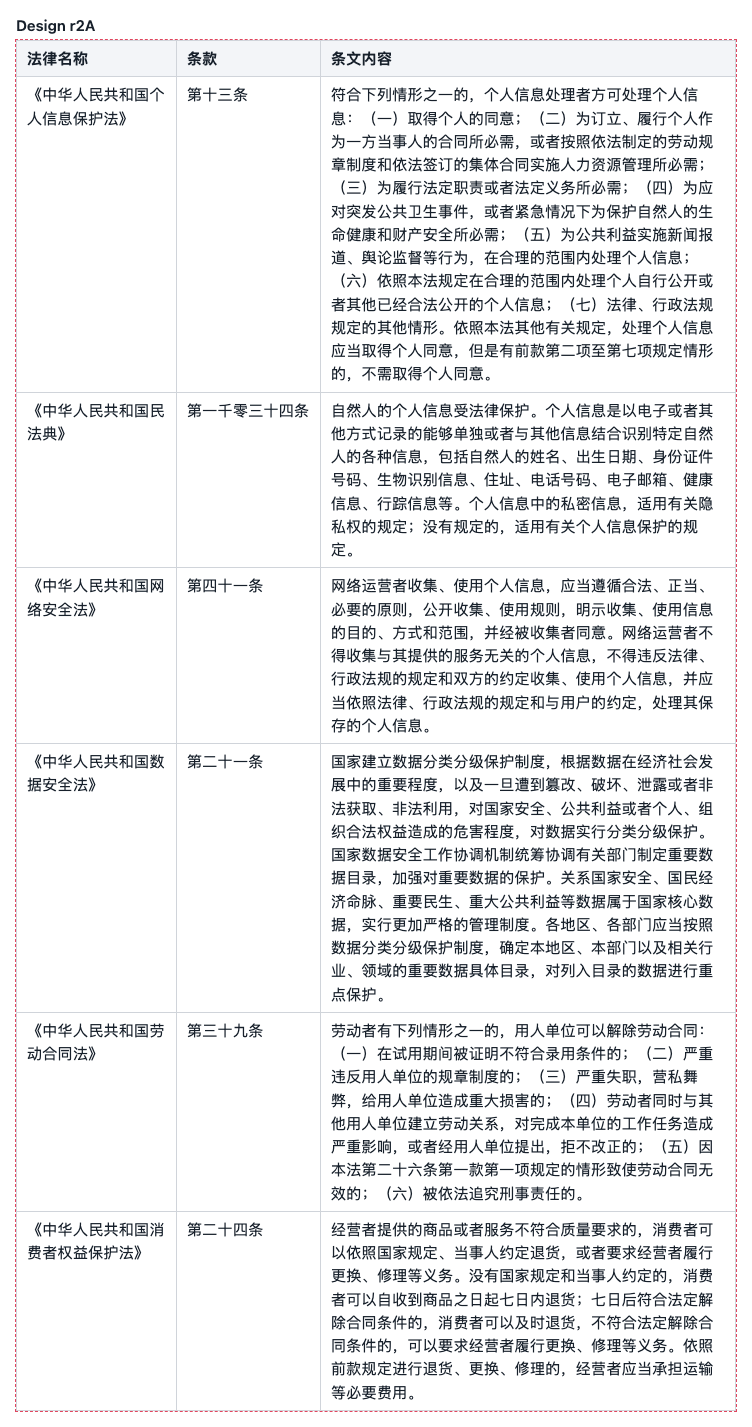 Design r2A
法律名称 条款 条文内容
《中华人民共和国个 第十三条 符合下列情形之一的，个人信息处理者方可处理个人信
人信息保护法》 息：（一）取得个人的同意；（二）为订立、履行个人作
为一方当事人的合同所必需，或者按照依法制定的劳动规
章制度和依法签订的集体合同实施人力资源管理所必需；
（三）为履行法定职责或者法定义务所必需；（四）为应
对突发公共卫生事件，或者紧急情况下为保护自然人的生
命健康和财产安全所必需；（五）为公共利益实施新闻报
道、舆论监督等行为，在合理的范围内处理个人信息；
（六）依照本法规定在合理的范围内处理个人自行公开或
者其他已经合法公开的个人信息；（七）法律、行政法规
规定的其他情形。依照本法其他有关规定，处理个人信息
应当取得个人同意，但是有前款第二项至第七项规定情形
的，不需取得个人同意。
《中华人民共和国民 第一千零三十四条 自然人的个人信息受法律保护。个人信息是以电子或者其
法典》 他方式记录的能够单独或者与其他信息结合识别特定自然
人的各种信息，包括自然人的姓名、出生日期、身份证件
号码、生物识别信息、住址、电话号码、电子邮箱、健康
信息、行踪信息等。个人信息中的私密信息，适用有关隐
私权的规定；没有规定的，适用有关个人信息保护的规
定。
《中华人民共和国网 第四十一条 网络运营者收集、使用个人信息，应当遵循合法、正当、
络安全法》 必要的原则，公开收集、使用规则，明示收集、使用信息
的目的、方式和范围，并经被收集者同意。网络运营者不
得收集与其提供的服务无关的个人信息，不得违反法律、
行政法规的规定和双方的约定收集、使用个人信息，并应
当依照法律、行政法规的规定和与用户的约定，处理其保
存的个人信息。
《中华人民共和国数 第二十一条 国家建立数据分类分级保护制度，根据数据在经济社会发
据安全法》 展中的重要程度，以及一旦遭到篡改、破坏、泄露或者非
法获取、非法利用，对国家安全、公共利益或者个人、组
织合法权益造成的危害程度，对数据实行分类分级保护。
国家数据安全工作协调机制统筹协调有关部门制定重要数
据目录，加强对重要数据的保护。关系国家安全、国民经
济命脉、重要民生、重大公共利益等数据属于国家核心数
据，实行更加严格的管理制度。各地区、各部门应当按照
数据分类分级保护制度，确定本地区、本部门以及相关行
业、领域的重要数据具体目录，对列入目录的数据进行重
点保护。
《中华人民共和国劳 第三十九条 劳动者有下列情形之一的，用人单位可以解除劳动合同：
动合同法》 （一）在试用期间被证明不符合录用条件的；（二）严重
违反用人单位的规章制度的；（三）严重失职，营私舞
弊，给用人单位造成重大损害的；（四）劳动者同时与其
他用人单位建立劳动关系，对完成本单位的工作任务造成
严重影响，或者经用人单位提出，拒不改正的；（五）因
本法第二十六条第一款第一项规定的情形致使劳动合同无
效的；（六）被依法追究刑事责任的。
《中华人民共和国消 第二十四条 经营者提供的商品或者服务不符合质量要求的，消费者可
费者权益保护法》 以依照国家规定、当事人约定退货，或者要求经营者履行
更换、修理等义务。没有国家规定和当事人约定的，消费
者可以自收到商品之日起七日内退货；七日后符合法定解
除合同条件的，消费者可以及时退货，不符合法定解除合
同条件的，可以要求经营者履行更换、修理等义务。依照
前款规定进行退货、更换、修理的，经营者应当承担运输
等必要费用。